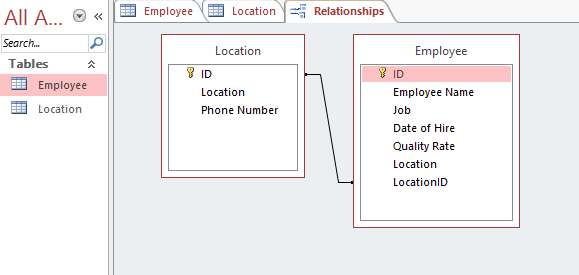 All A...
Search...
Tables
Employee
Location
Employee
Location
Relationships
Location
ID
Location
Phone Number
Employee
ID
Employee Name
Job
Date of Hire
Quality Rate
Location
LocationID